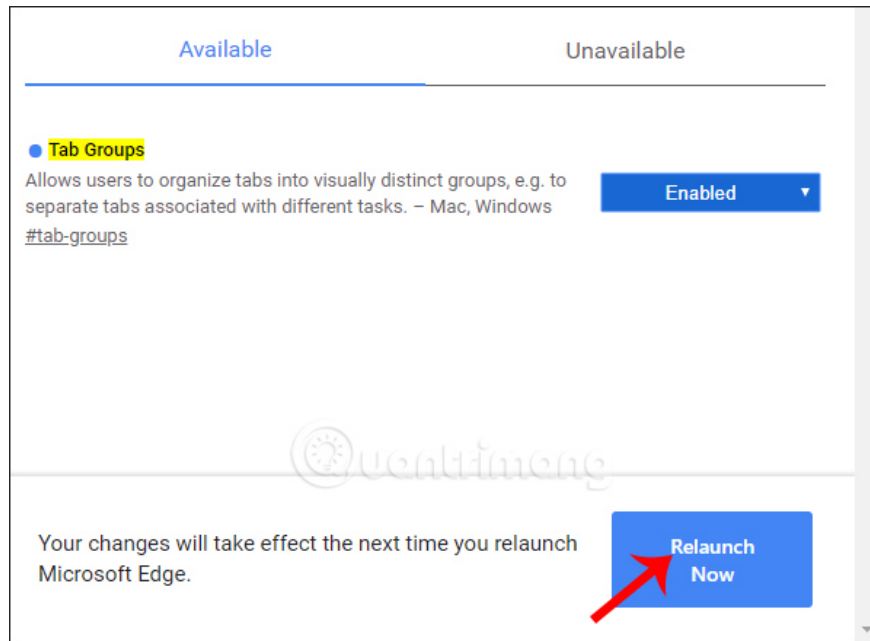 Available
Unavailable
Tab Groups
Allows users to organize tabs into visually distinct groups, e.g. to
separate tabs associated with different tasks. – Mac, Windows
#tab-groups
Enabled
Quantrimang
Your changes will take effect the next time you relaunch
Microsoft Edge.
Relaunch
Now